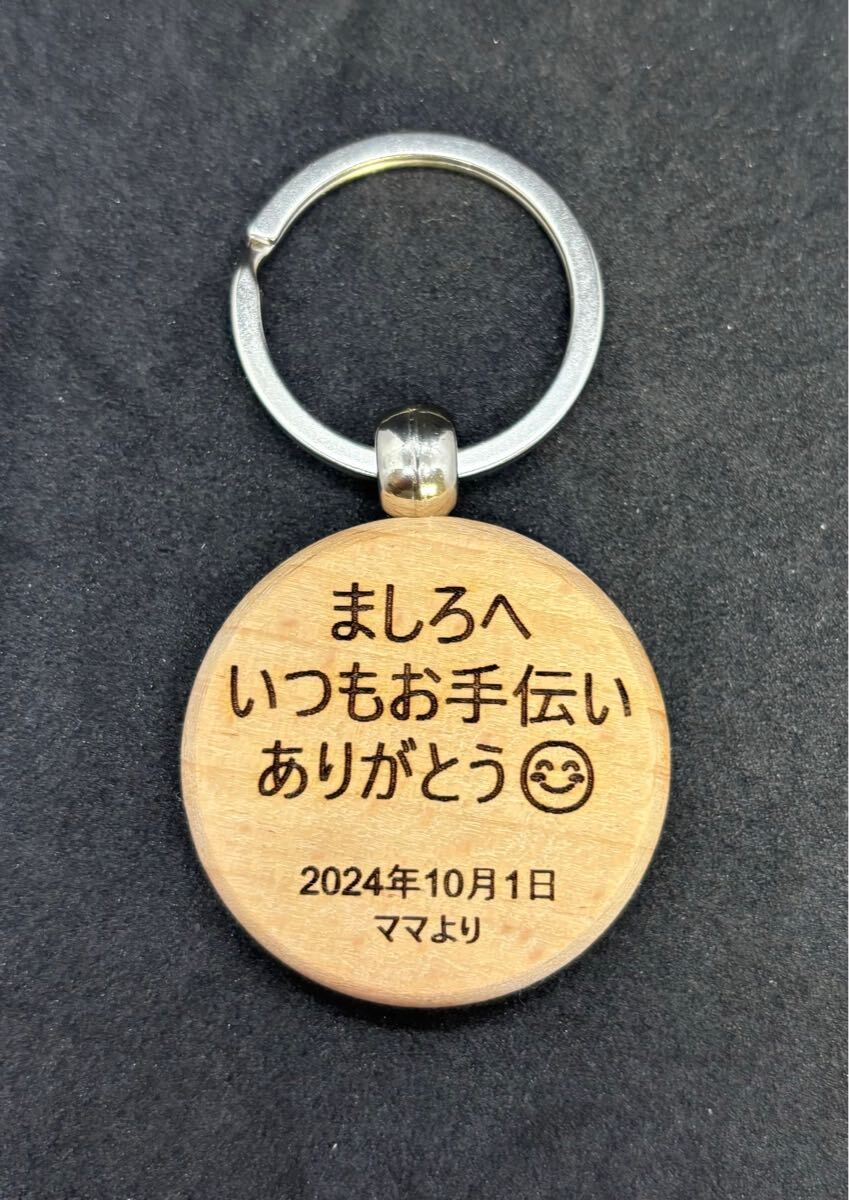 ましろへ
いつもお手伝い
ありがとう😊
2024年10月1日
ママより